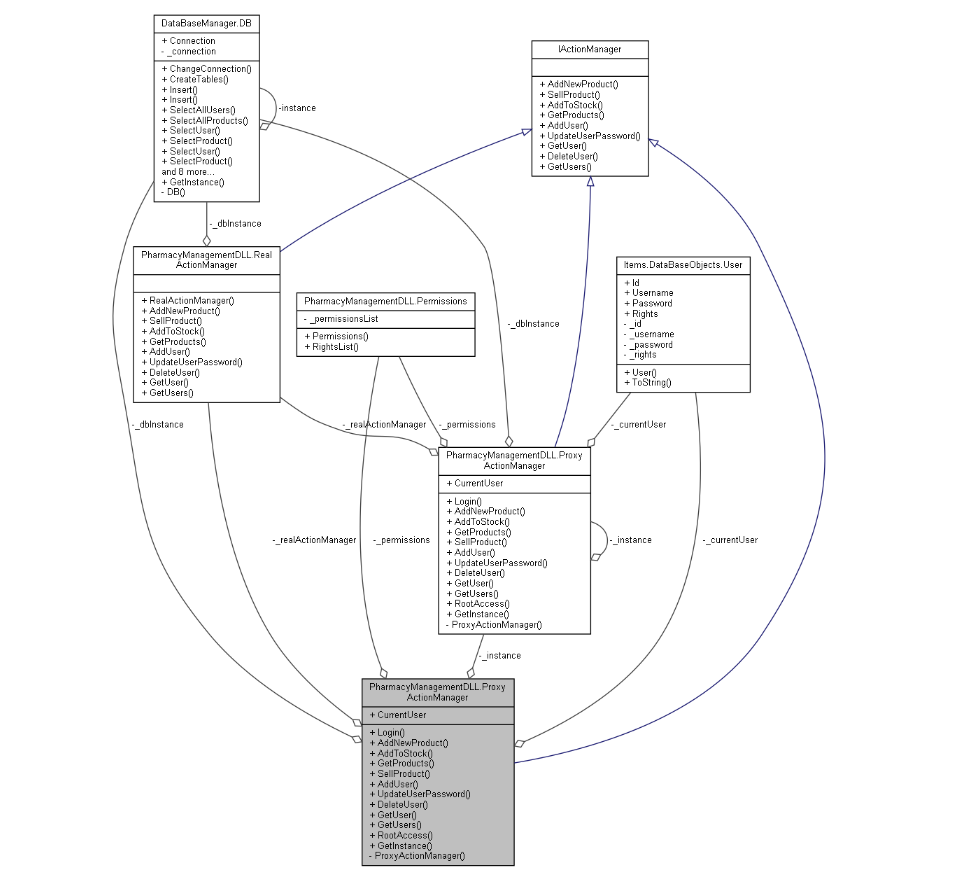 DataBaseManager.DB
+ Connection
- _connection
+ ChangeConnection()
+ CreateTables()
+ Insert()
+ Insert()
+ SelectAllUsers()
+ SelectAllProducts()
+ SelectUser()
+ SelectProduct()
+ SelectUser()
+ SelectProduct()
and 8 more...
+ GetInstance()
- DB()
-instance
IActionManager
+ AddNewProduct()
+ SellProduct()
+ AddToStock()
+ GetProducts()
+ AddUser()
+ UpdateUserPassword()
+ GetUser()
+ DeleteUser()
+ GetUsers()
-_dbInstance
PharmacyManagementDLL.Real
ActionManager
+ RealActionManager()
+ AddNewProduct()
+ SellProduct()
+ AddToStock()
+ GetProducts()
+ AddUser()
+ UpdateUserPassword()
+ DeleteUser()
+ GetUser()
+ GetUsers()
PharmacyManagementDLL.Permissions
- _permissionsList
+ Permissions()
+ RightsList()
-_dbInstance
Items.DataBaseObjects.User
+ Id
+ Username
+ Password
+ Rights
- _id
- _username
- _password
- _rights
+ User()
+ ToString()
-_dbInstance
-_realActionManager
-_permissions
-_currentUser
PharmacyManagementDLL.Proxy
ActionManager
+ CurrentUser
+ Login()
+ AddNewProduct()
+ AddToStock()
+ GetProducts()
+ SellProduct()
+ AddUser()
+ UpdateUserPassword()
+ DeleteUser()
+ GetUser()
+ GetUsers()
+ RootAccess()
+ GetInstance()
- ProxyActionManager()
-_realActionManager
-_permissions
-_instance
-_currentUser
-_instance
PharmacyManagementDLL.Proxy
ActionManager
+ CurrentUser
+ Login()
+ AddNewProduct()
+ AddToStock()
+ GetProducts()
+ SellProduct()
+ AddUser()
+ UpdateUserPassword()
+ DeleteUser()
+ GetUser()
+ GetUsers()
+ RootAccess()
+ GetInstance()
- ProxyActionManager()